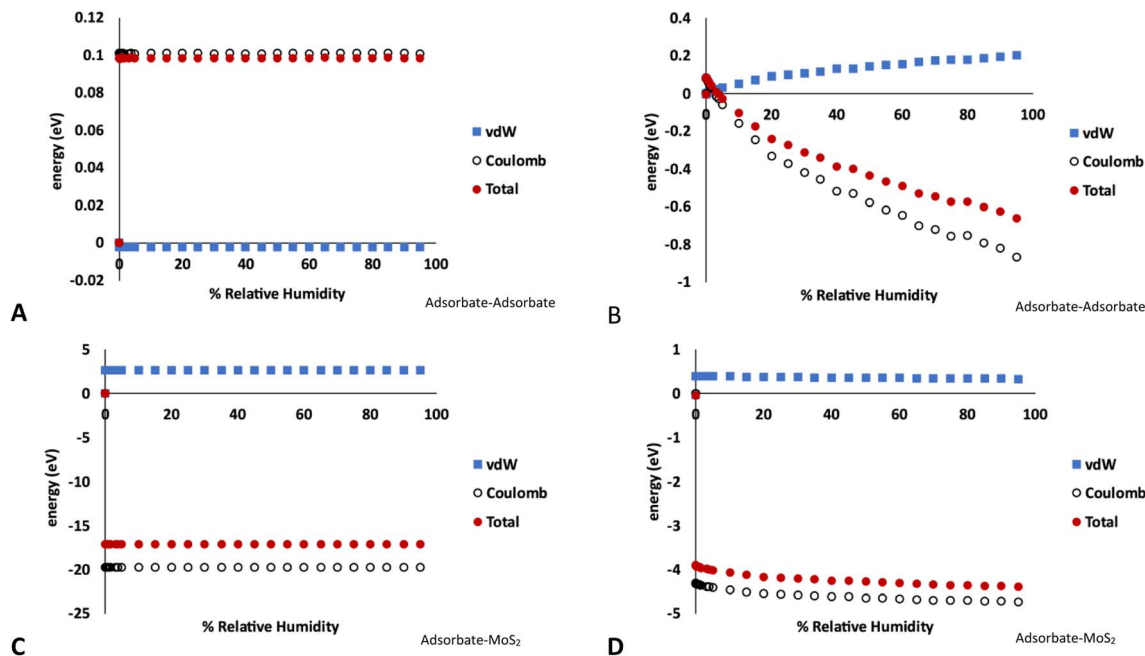 0.12
0.1
0.08
0.06
0.04
0.02
0
-0.02
energy (eV)
0 20 40 60 80 100
% Relative Humidity
vdW
Coulomb
Total
A
Adsorbate-Adsorbate
0.4
0.2
0
-0.2
-0.4
-0.6
-0.8
-1
energy (eV)
0 20 40 60 80 100
% Relative Humidity
vdW
Coulomb
Total
B
Adsorbate-Adsorbate
5
0
-5
-10
-15
-20
-25
energy (eV)
0 20 40 60 80 100
% Relative Humidity
vdW
Coulomb
Total
C
Adsorbate-MoS₂
1
0
-1
-2
-3
-4
-5
energy (eV)
0 20 40 60 80 100
% Relative Humidity
vdW
Coulomb
Total
D
Adsorbate-MoS₂